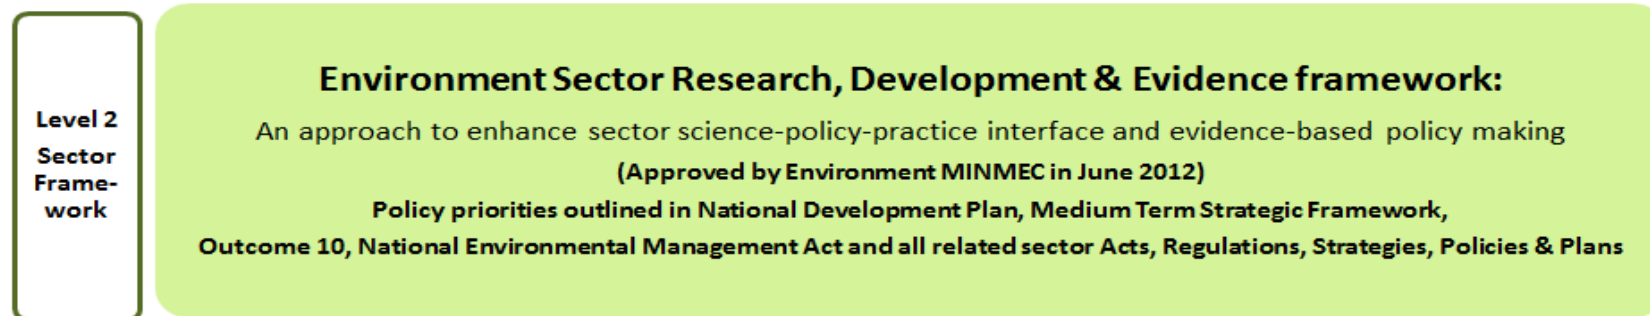 Level 2
Sector
Frame-
work
Environment Sector Research, Development & Evidence framework:
An approach to enhance sector science-policy-practice interface and evidence-based policy making
(Approved by Environment MINMEC in June 2012)
Policy priorities outlined in National Development Plan, Medium Term Strategic Framework,
Outcome 10, National Environmental Management Act and all related sector Acts, Regulations, Strategies, Policies & Plans